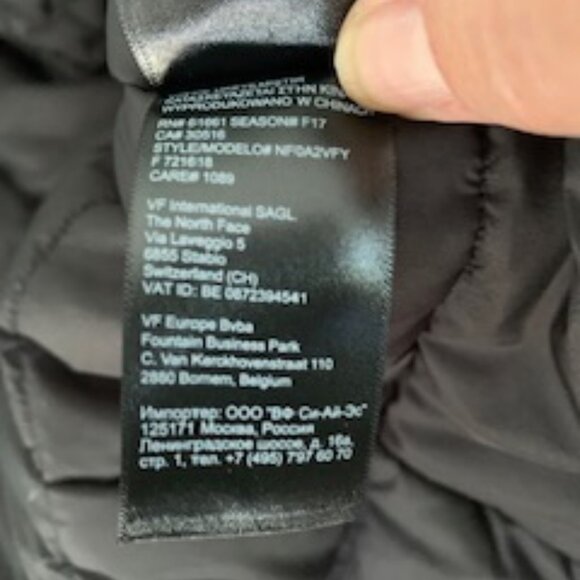 WYPRODUKOWANO W CHINACH
RN# 61661 SEASON# F17
CA# 30516
STYLE/MODELO# NF0A2VFY
F 721618
CARE# 1089
VF International SAGL
The North Face
Via Laveggio 5
6855 Stabio
Switzerland (CH)
VAT ID: BE 0872394541
VF Europe Bvba
Fountain Business Park
C. Van Kerckhovenstraat 110
2880 Bornem, Belgium
Импортер: ООО "ВФ Си-Ай-Эс"
125171 Москва, Россия
Ленинградское шоссе, д. 16а,
стр. 1, тел. +7 (495) 797 60 70